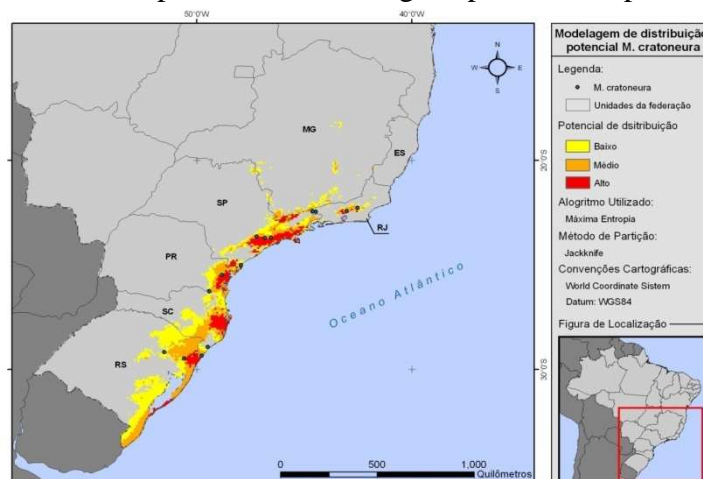 50°0'W
40°0'W
N
W
E
S
MG
ES
20°0'S
SP
RJ
PR
SC
Oceano Atlântico
RS
30°0'S
0
500
1,000
Quilômetros
Modelagem de distribuição
potencial M. cratoneura
Legenda:
M. cratoneura
Unidades da federação
Potencial de dsitribuição
Baixo
Médio
Alto
Alogritmo Utilizado:
Máxima Entropia
Método de Partição:
Jackknife
Convenções Cartográficas:
World Coordinate Sistem
Datum: WGS84
Figura de Localização